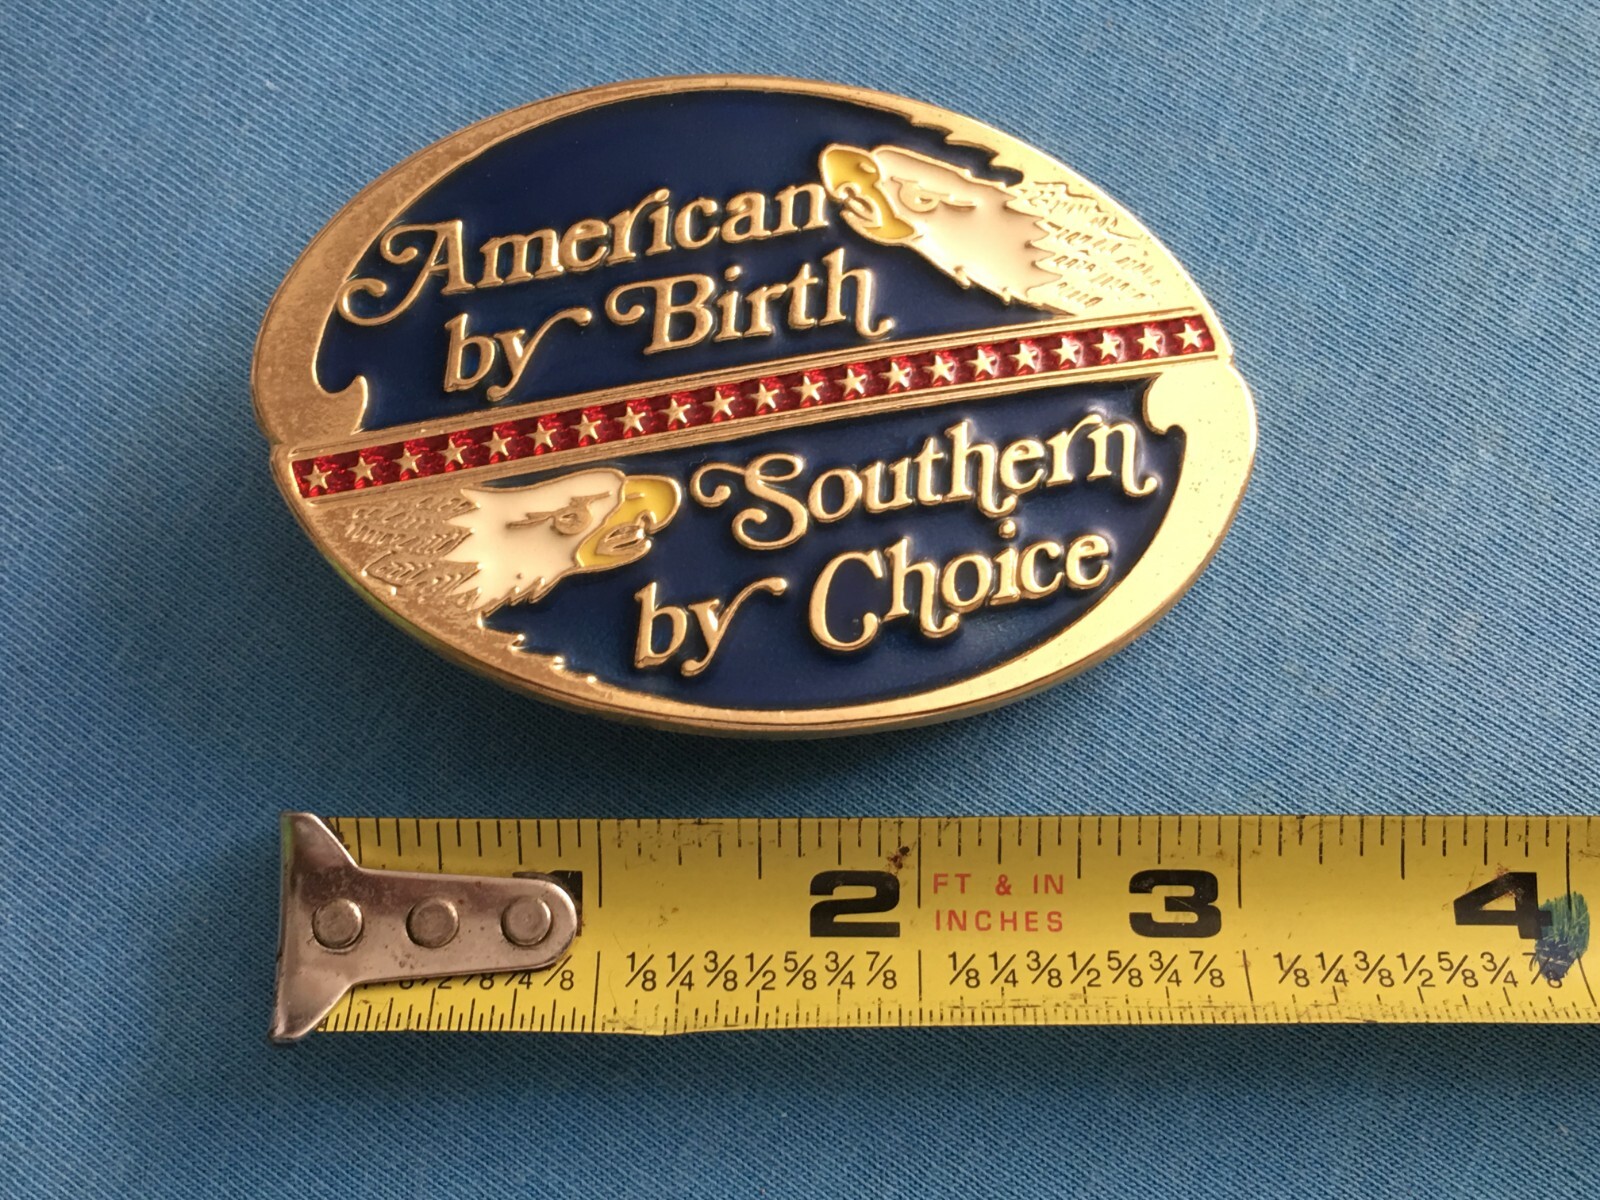 American
by Birth
Southern
by Choice
1 2 FT & IN 3 4
INCHES
1/8 1/4 3/8 1/2 5/8 3/4 7/8 1/8 1/4 3/8 1/2 5/8 3/4 7/8 1/8 1/4 3/8 1/2 5/8 3/4 7/8